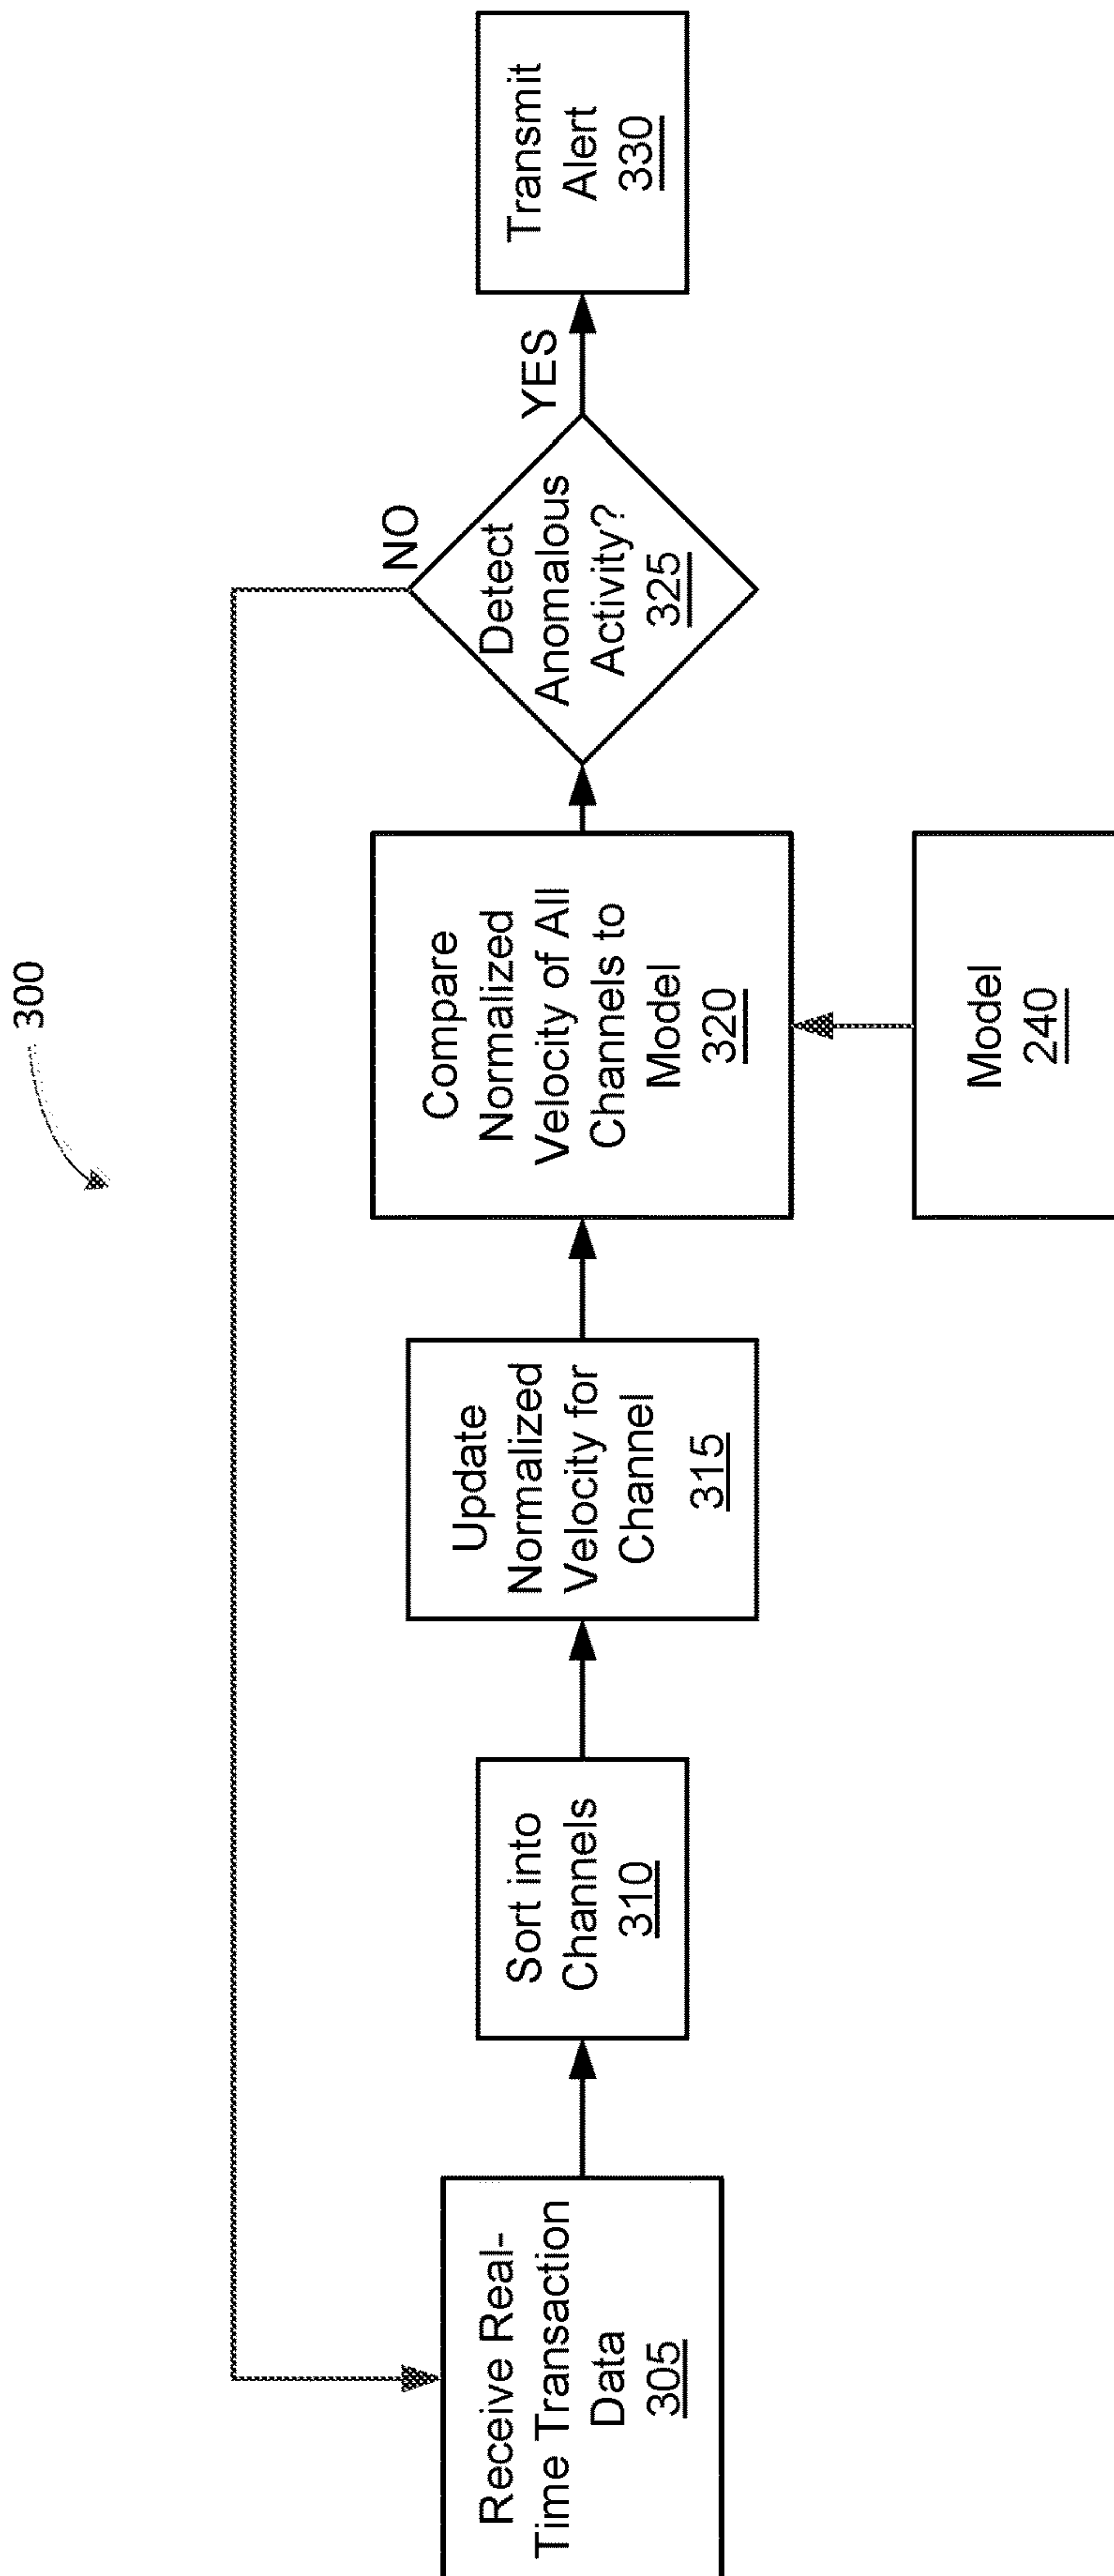 300
Receive Real-
Time Transaction
Data
305
Sort into
Channels
310
Update
Normalized
Velocity for
Channel
315
Compare
Normalized
Velocity of All
Channels to
Model
320
Model
240
Detect
Anomalous
Activity?
325
NO
YES
Transmit
Alert
330